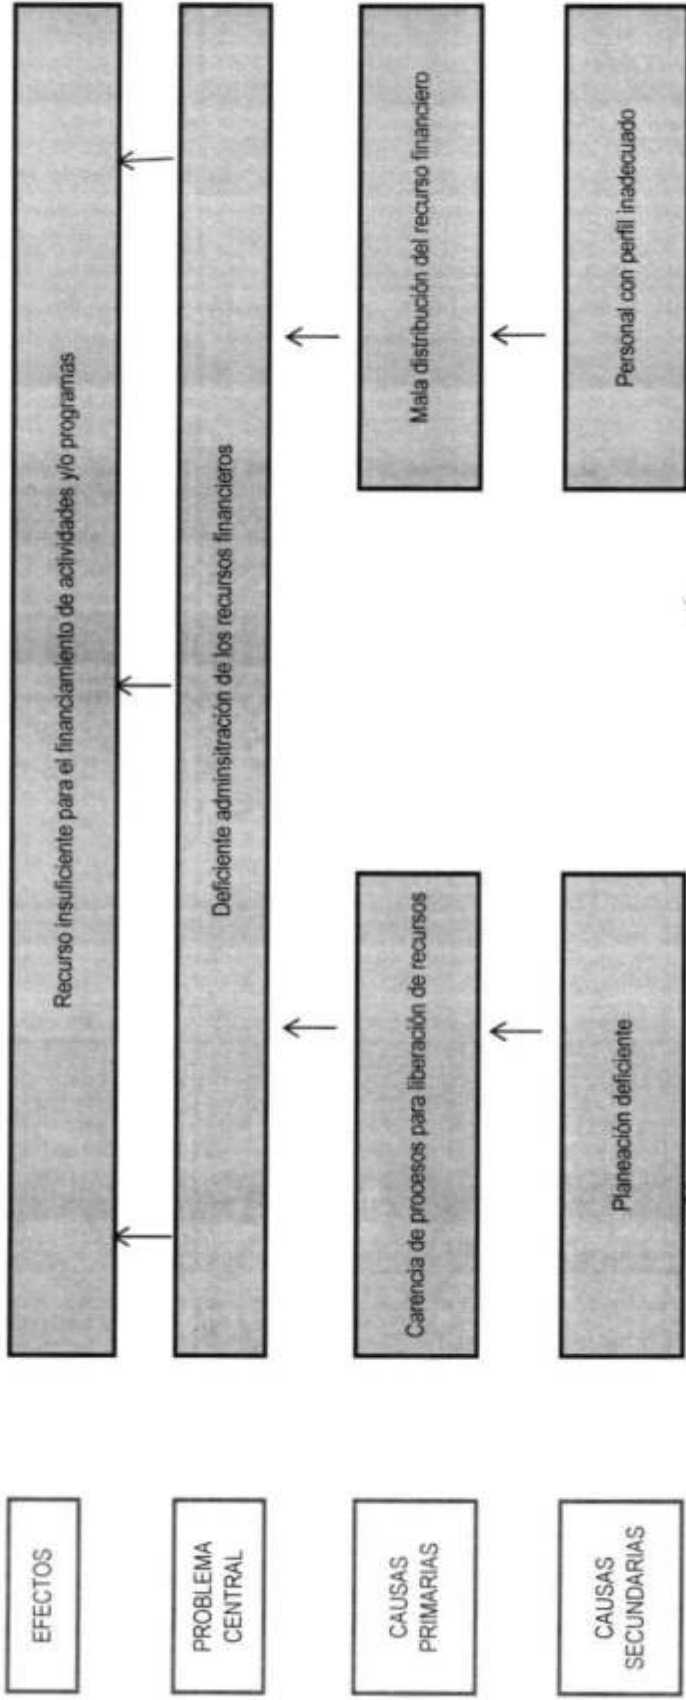 EFECTOS
Recurso insuficiente para el financiamiento de actividades y/o programas
PROBLEMA
CENTRAL
Deficiente adminsitración de los recursos financieros
CAUSAS
PRIMARIAS
Carencia de procesos para liberación de recursos
Mala distribución del recurso financiero
CAUSAS
SECUNDARIAS
Planeación deficiente
Personal con perfil inadecuado